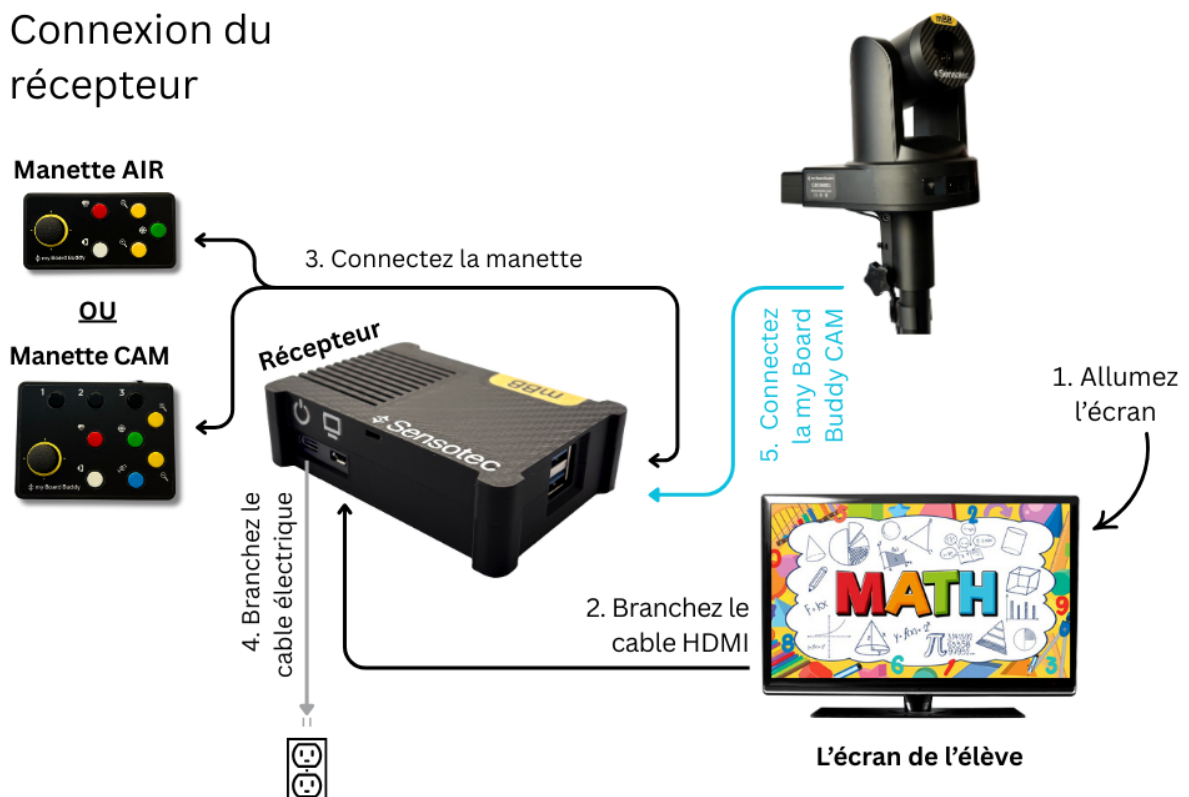 Connexion du
récepteur
Manette AIR
my Board Buddy
OU
Manette CAM
1 2 3
my Board Buddy
3. Connectez la manette
Récepteur
mBB
Sensotec
mBB
Sensotec
5. Connectez
la my Board
Buddy CAM
1. Allumez
l'écran
4. Branchez le
cable électrique
2. Branchez le
cable HDMI
MATH
L'écran de l'élève